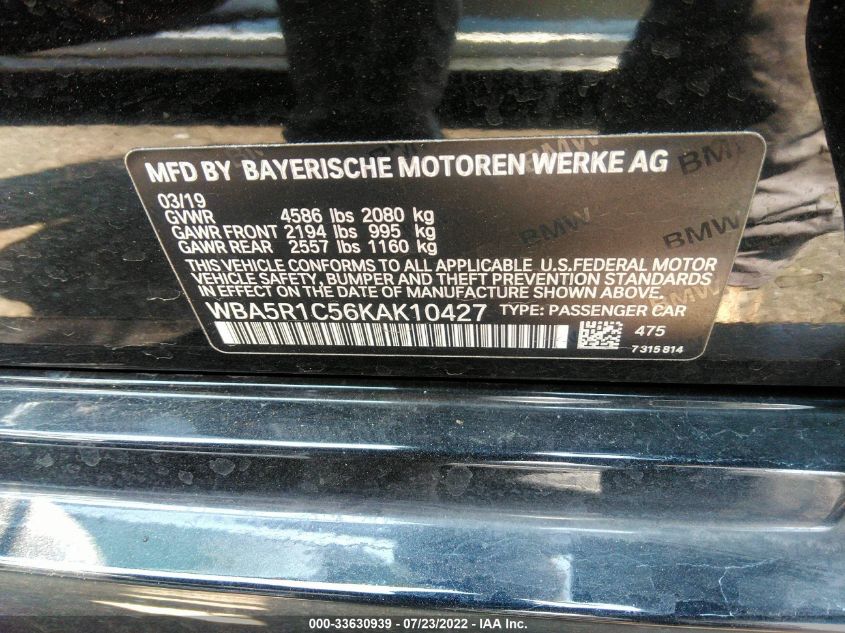 MFD BY BAYERISCHE MOTOREN WERKE AG
03/19
GVWR 4586 lbs 2080 kg
GAWR FRONT 2194 lbs 995 kg
GAWR REAR 2557 lbs 1160 kg
THIS VEHICLE CONFORMS TO ALL APPLICABLE U.S.FEDERAL MOTOR
VEHICLE SAFETY, BUMPER AND THEFT PREVENTION STANDARDS
IN EFFECT ON THE DATE OF MANUFACTURE SHOWN ABOVE.
WBA5R1C56KAK10427 TYPE: PASSENGER CAR
475
7315814
BMW
BMW
BMW
BMW
000-33630939 - 07/23/2022 - IAA Inc.